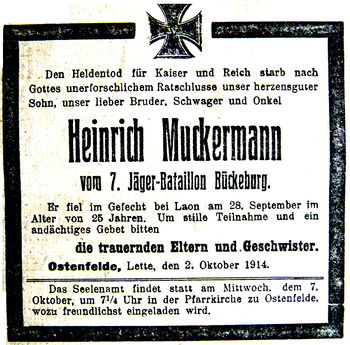 Den Heldentod für Kaiser und Reich starb nach
Gottes unerforschlichem Ratschlusse unser herzensguter
Sohn, unser lieber Bruder, Schwager und Onkel
Heinrich Muckermann
vom 7. Jäger-Bataillon Bückeburg.
Er fiel im Gefecht bei Laon am 28. September im
Alter von 25 Jahren. Um stille Teilnahme und ein
andächtiges Gebet bitten
die trauernden Eltern und Geschwister.
Ostenfelde, Lette, den 2. Oktober 1914.
Das Seelenamt findet statt am Mittwoch, dem 7.
Oktober, um 7¼ Uhr in der Pfarrkirche zu Ostenfelde,
wozu freundlichst eingeladen wird.